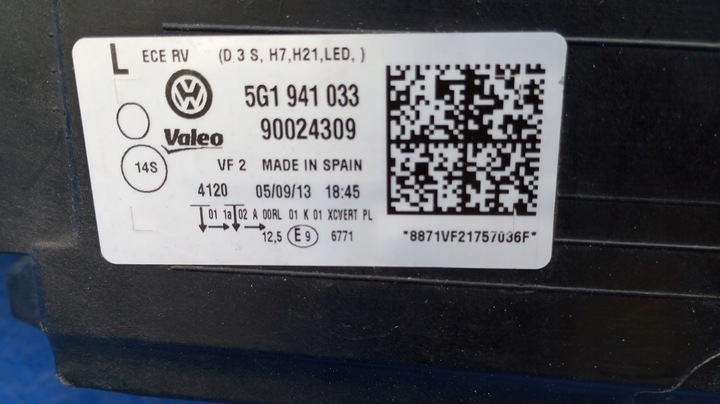 L ECE RV (D 3 S, H7,H21,LED, )
5G1 941 033
Valeo 90024309
14S VF 2 MADE IN SPAIN
4120 05/09/13 18:45
01 1a 02 A 00RL 01 K 01 XCVERT PL
12,5 E9 6771 *8871VF21757036F*